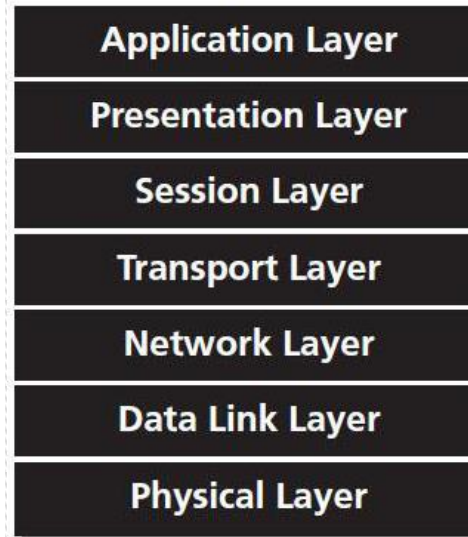 Application Layer
Presentation Layer
Session Layer
Transport Layer
Network Layer
Data Link Layer
Physical Layer